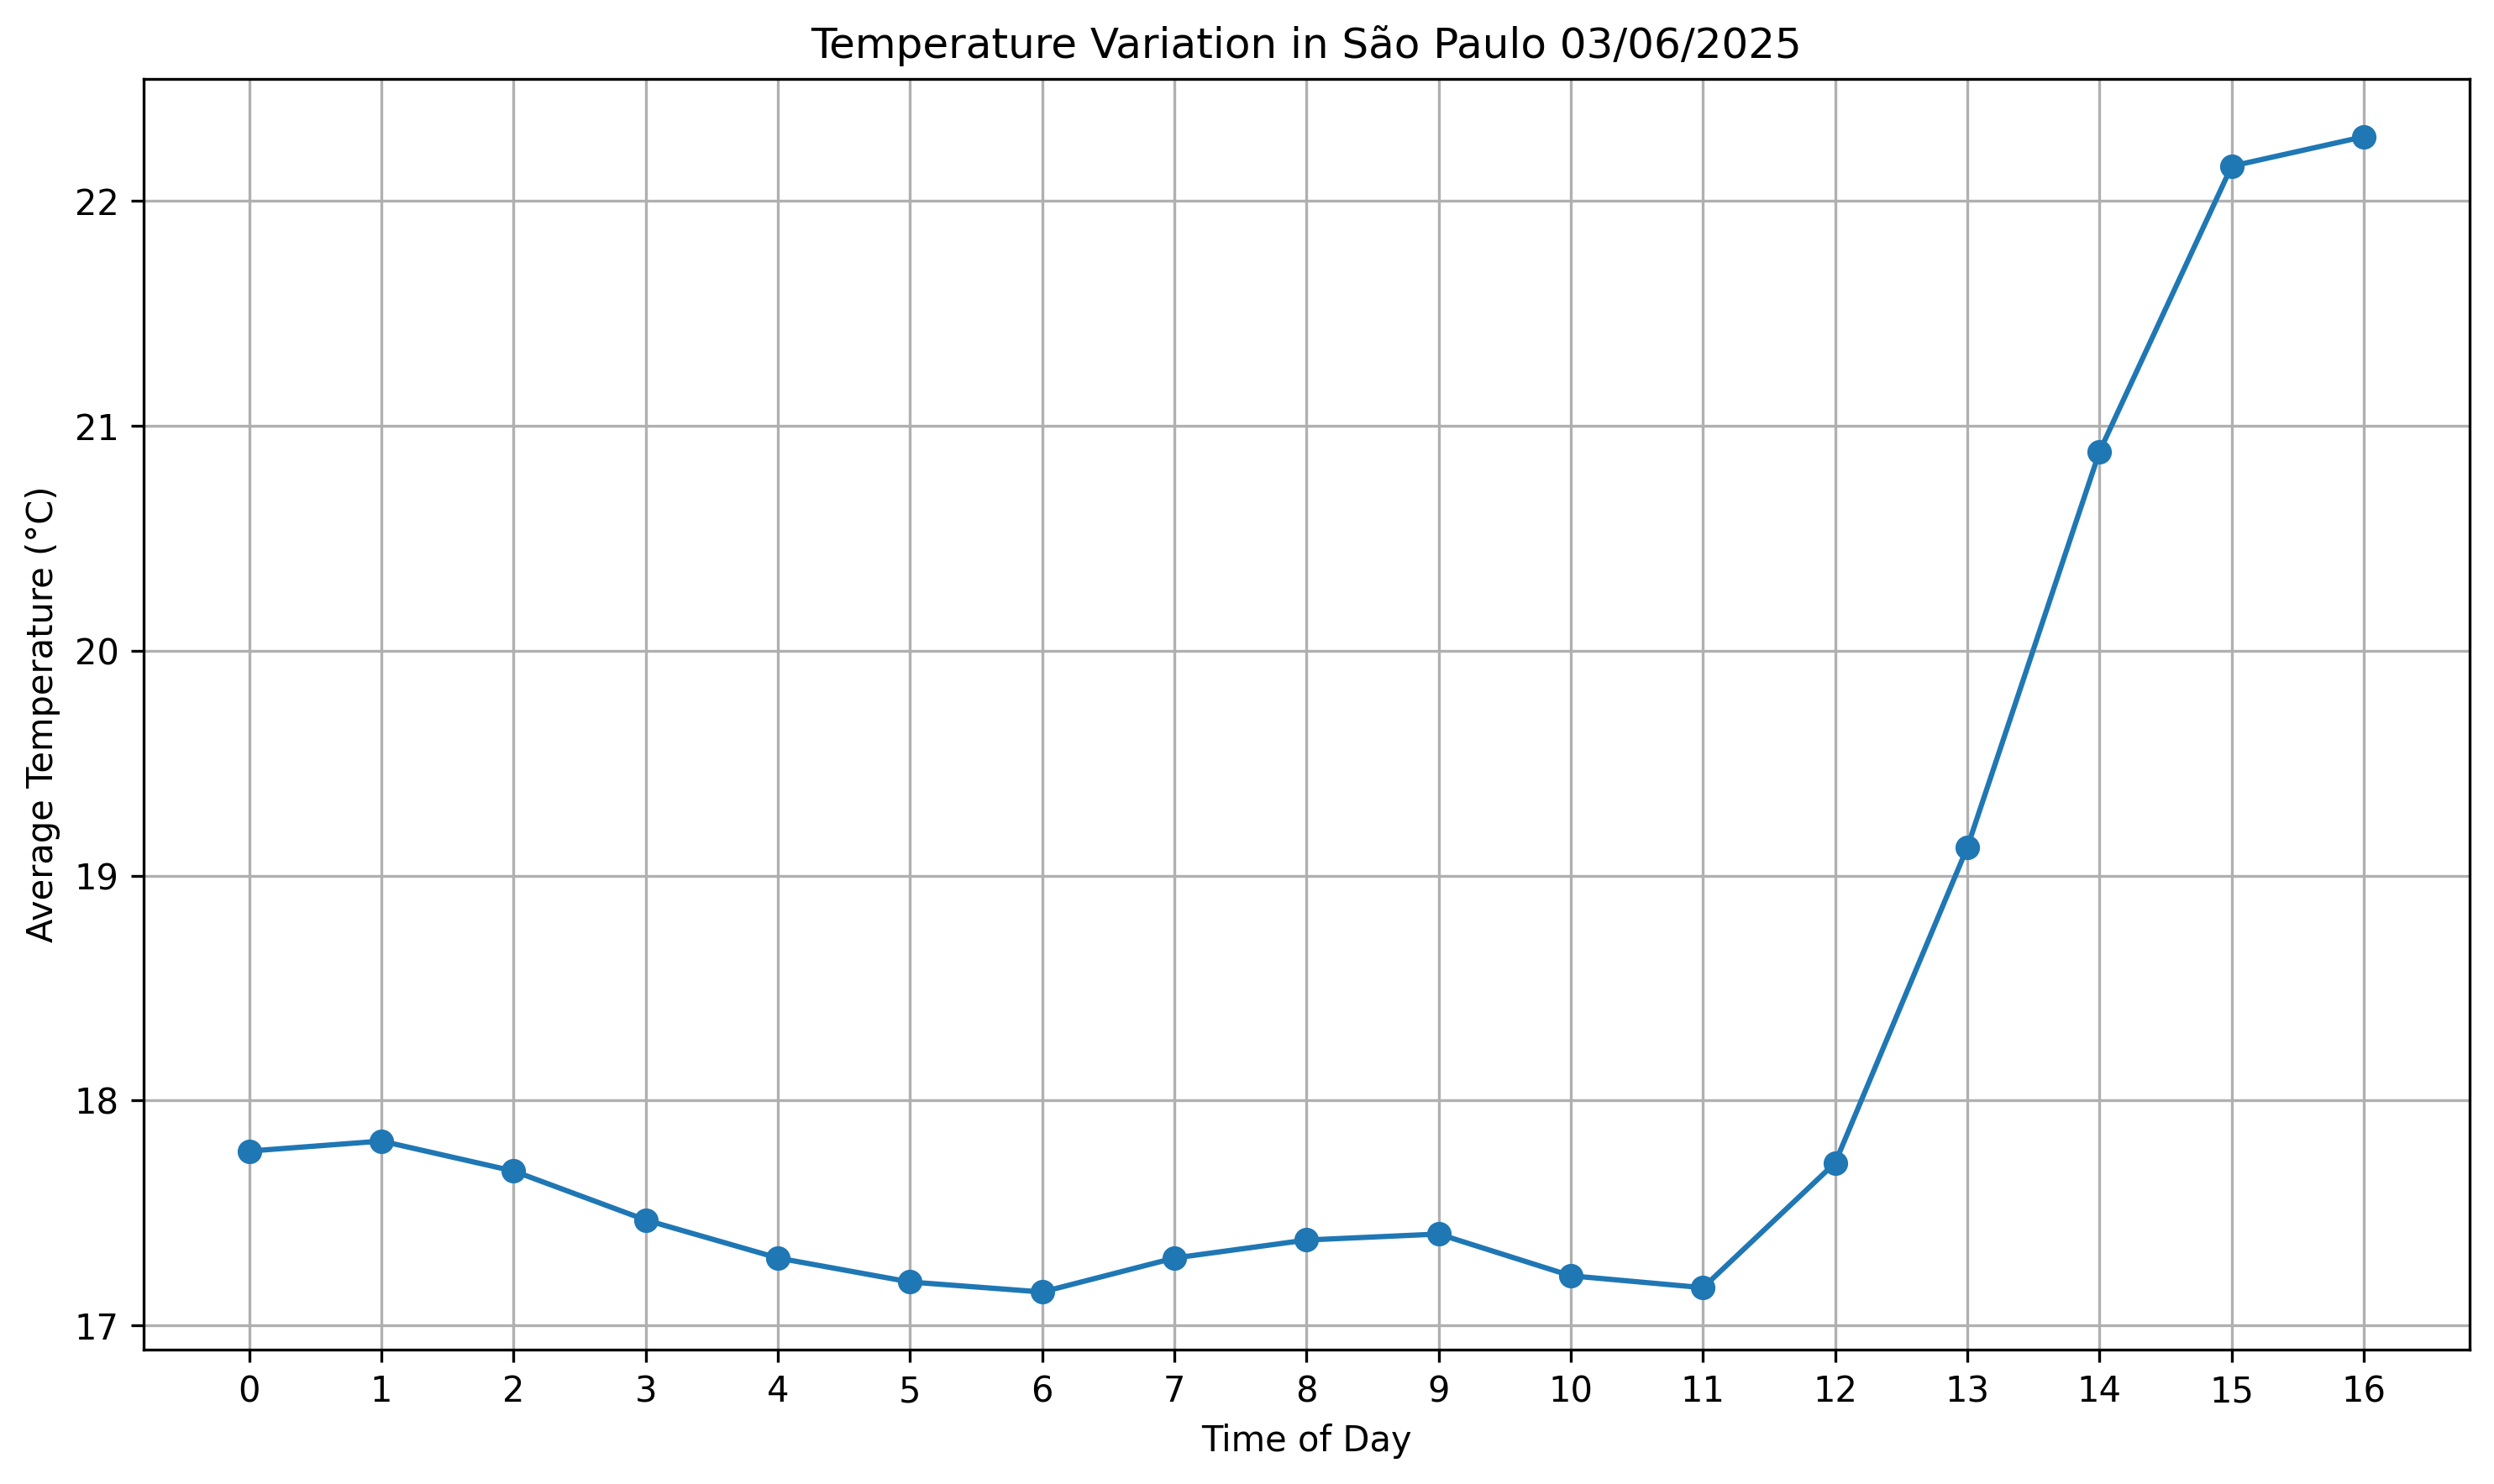 Temperature Variation in São Paulo 03/06/2025
Average Temperature (°C)
22
21
20
19
18
17
0 1 2 3 4 5 6 7 8 9 10 11 12 13 14 15 16
Time of Day